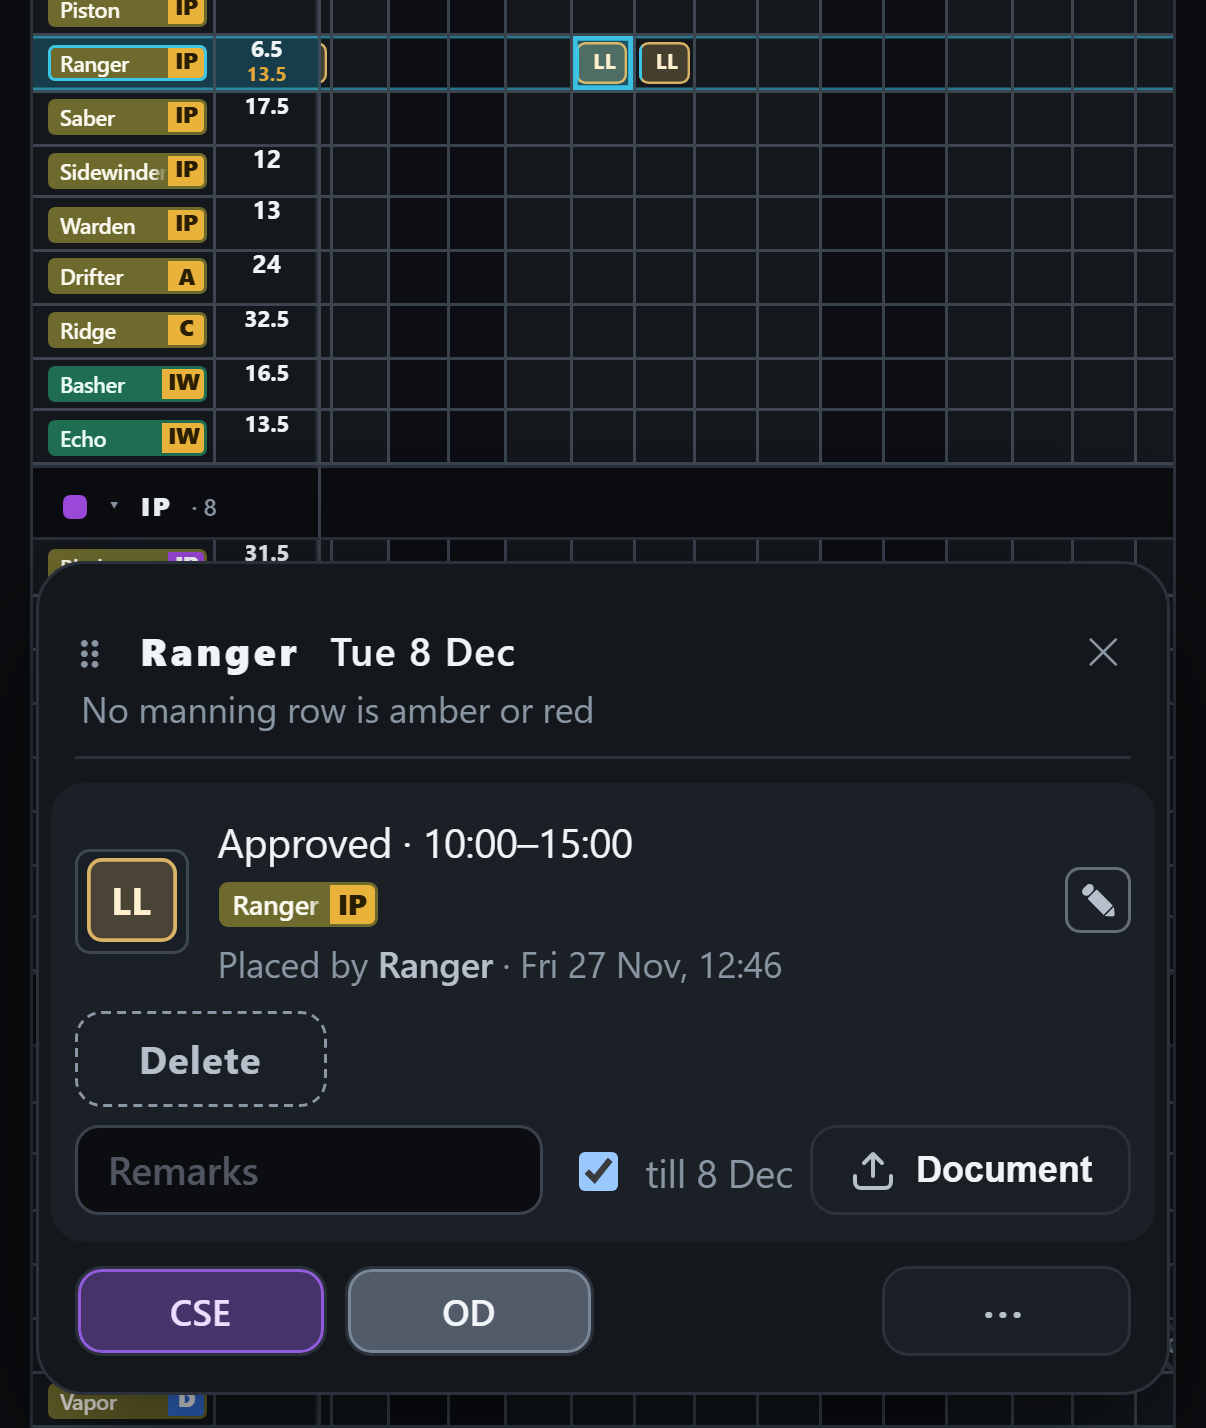 Piston IP
Ranger IP 6.5 LL LL
13.5
Saber IP 17.5
Sidewinder IP 12
Warden IP 13
Drifter A 24
Ridge C 32.5
Basher IW 16.5
Echo IW 13.5
IP · 8
31.5
Ranger Tue 8 Dec
No manning row is amber or red
Approved · 10:00–15:00
LL
Ranger IP
Placed by Ranger · Fri 27 Nov, 12:46
Delete
Remarks till 8 Dec Document
CSE OD ...
Vapor D